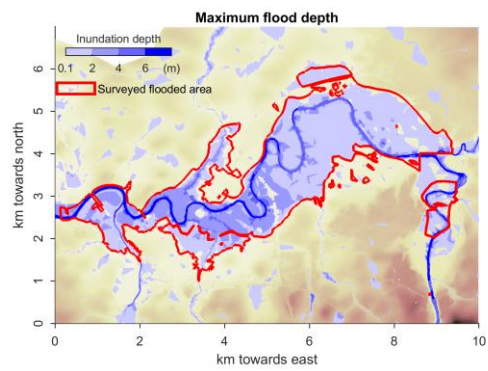 Maximum flood depth
Inundation depth
0.1 2 4 6 (m)
Surveyed flooded area
km towards north
6
5
4
3
2
1
0
0 2 4 6 8 10
km towards east